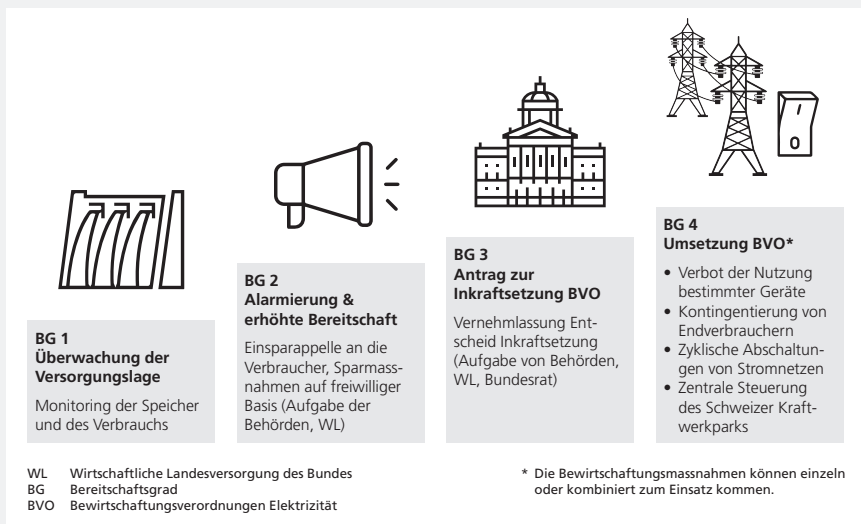 BG 1
Überwachung der
Versorgungslage
Monitoring der Speicher
und des Verbrauchs
BG 2
Alarmierung &
erhöhte Bereitschaft
Einsparappelle an die
Verbraucher, Sparmass-
nahmen auf freiwilliger
Basis (Aufgabe der
Behörden, WL)
BG 3
Antrag zur
Inkraftsetzung BVO
Vernehmlassung Ent-
scheid Inkraftsetzung
(Aufgabe von Behörden,
WL, Bundesrat)
BG 4
Umsetzung BVO*
• Verbot der Nutzung
bestimmter Geräte
• Kontingentierung von
Endverbrauchern
• Zyklische Abschaltun-
gen von Stromnetzen
• Zentrale Steuerung
des Schweizer Kraft-
werkparks
WL Wirtschaftliche Landesversorgung des Bundes
BG Bereitschaftsgrad
BVO Bewirtschaftungsverordnungen Elektrizität
* Die Bewirtschaftungsmassnahmen können einzeln
oder kombiniert zum Einsatz kommen.